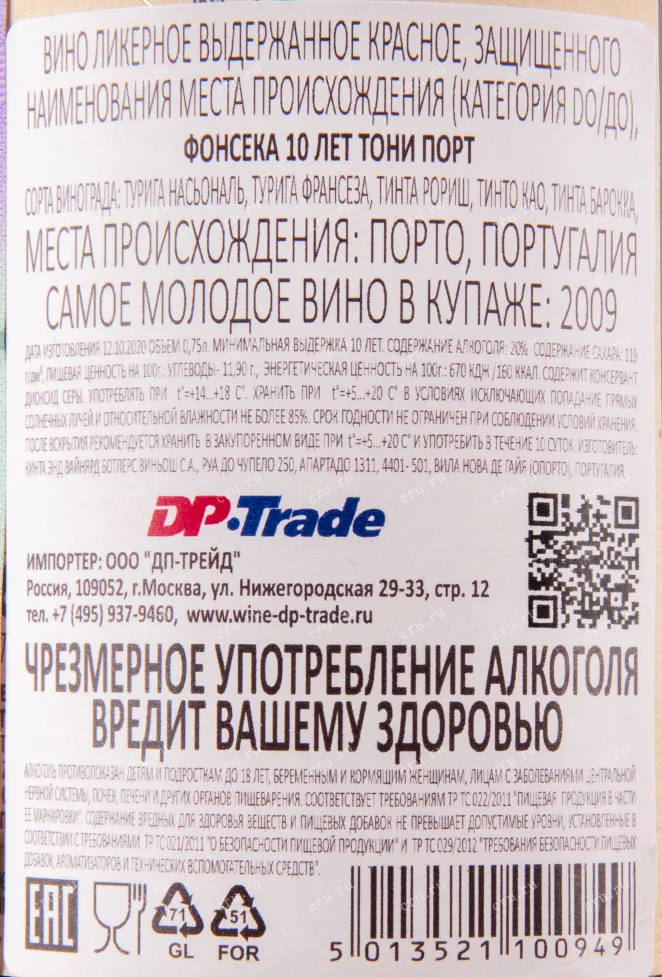 ВИНО ЛИКЕРНОЕ ВЫДЕРЖАННОЕ КРАСНОЕ, ЗАЩИЩЕННОГО
НАИМЕНОВАНИЯ МЕСТА ПРОИСХОЖДЕНИЯ (КАТЕГОРИЯ DO/ДО),
ФОНСЕКА 10 ЛЕТ ТОНИ ПОРТ
СОРТА ВИНОГРАДА: ТУРИГА НАСЬОНАЛЬ, ТУРИГА ФРАНСЕЗА, ТИНТА РОРИШ, ТИНТО КАО, ТИНТА БАРОККА,
МЕСТА ПРОИСХОЖДЕНИЯ: ПОРТО, ПОРТУГАЛИЯ
САМОЕ МОЛОДОЕ ВИНО В КУПАЖЕ: 2009
ДАТА ИЗГОТОВЛЕНИЯ 12.10.2020 ОБЪЕМ 0,75л. МИНИМАЛЬНАЯ ВЫДЕРЖКА 10 ЛЕТ. СОДЕРЖАНИЕ АЛКОГОЛЯ: 20% СОДЕРЖАНИЕ САХАРА: 119
г/дм³, ПИЩЕВАЯ ЦЕННОСТЬ НА 100г.: УГЛЕВОДЫ- 11,90 г., ЭНЕРГЕТИЧЕСКАЯ ЦЕННОСТЬ НА 100г.: 670 КДЖ /160 ККАЛ. СОДЕРЖИТ КОНСЕРВАНТ
ДИОКСИД СЕРЫ. УПОТРЕБЛЯТЬ ПРИ t°=+14...+18 С°. ХРАНИТЬ ПРИ t°=+5...+20 С° В УСЛОВИЯХ ИСКЛЮЧАЮЩИХ ПОПАДАНИЕ ПРЯМЫХ
СОЛНЕЧНЫХ ЛУЧЕЙ И ОТНОСИТЕЛЬНОЙ ВЛАЖНОСТИ НЕ БОЛЕЕ 85%. СРОК ГОДНОСТИ НЕ ОГРАНИЧЕН ПРИ СОБЛЮДЕНИИ УСЛОВИЙ ХРАНЕНИЯ.
ПОСЛЕ ВСКРЫТИЯ РЕКОМЕНДУЕТСЯ ХРАНИТЬ В ЗАКУПОРЕННОМ ВИДЕ ПРИ t°=+5...+20 С° И УПОТРЕБИТЬ В ТЕЧЕНИЕ 10 СУТОК. ИЗГОТОВИТЕЛЬ:
КИНТА ЭНД ВАЙНЯРД БОТЛЕРС ВИНЬОШ С.А., РУА ДО ЧУПЕЛО 250, АПАРТАДО 1311, 4401- 501, ВИЛА НОВА ДЕ ГАЙЯ (ОПОРТО), ПОРТУГАЛИЯ.
DP·Trade
ИМПОРТЕР: ООО "ДП-ТРЕЙД"
Россия, 109052, г.Москва, ул. Нижегородская 29-33, стр. 12
тел. +7 (495) 937-9460, www.wine-dp-trade.ru
ЧРЕЗМЕРНОЕ УПОТРЕБЛЕНИЕ АЛКОГОЛЯ
ВРЕДИТ ВАШЕМУ ЗДОРОВЬЮ
АЛКОГОЛЬ ПРОТИВОПОКАЗАН ДЕТЯМ И ПОДРОСТКАМ ДО 18 ЛЕТ, БЕРЕМЕННЫМ И КОРМЯЩИМ ЖЕНЩИНАМ, ЛИЦАМ С ЗАБОЛЕВАНИЯМИ ЦЕНТРАЛЬНОЙ
НЕРВНОЙ СИСТЕМЫ, ПОЧЕК, ПЕЧЕНИ И ДРУГИХ ОРГАНОВ ПИЩЕВАРЕНИЯ. СООТВЕТСТВУЕТ ТРЕБОВАНИЯМ ТР ТС 022/2011 "ПИЩЕВАЯ ПРОДУКЦИЯ В ЧАСТИ
ЕЕ МАРКИРОВКИ". СОДЕРЖАНИЕ ВРЕДНЫХ ДЛЯ ЗДОРОВЬЯ ВЕЩЕСТВ И ПИЩЕВЫХ ДОБАВОК НЕ ПРЕВЫШАЕТ ДОПУСТИМЫЕ УРОВНИ, УСТАНОВЛЕННЫЕ В
СООТВЕТСТВИИ С ТРЕБОВАНИЯМИ ТР ТС 021/2011 "О БЕЗОПАСНОСТИ ПИЩЕВОЙ ПРОДУКЦИИ" И ТР ТС 029/2012 "ТРЕБОВАНИЯ БЕЗОПАСНОСТИ ПИЩЕВЫХ
ДОБАВОК, АРОМАТИЗАТОРОВ И ТЕХНИЧЕСКИХ ВСПОМОГАТЕЛЬНЫХ СРЕДСТВ".
EAC
71
GL
51
FOR
5 013521 100949